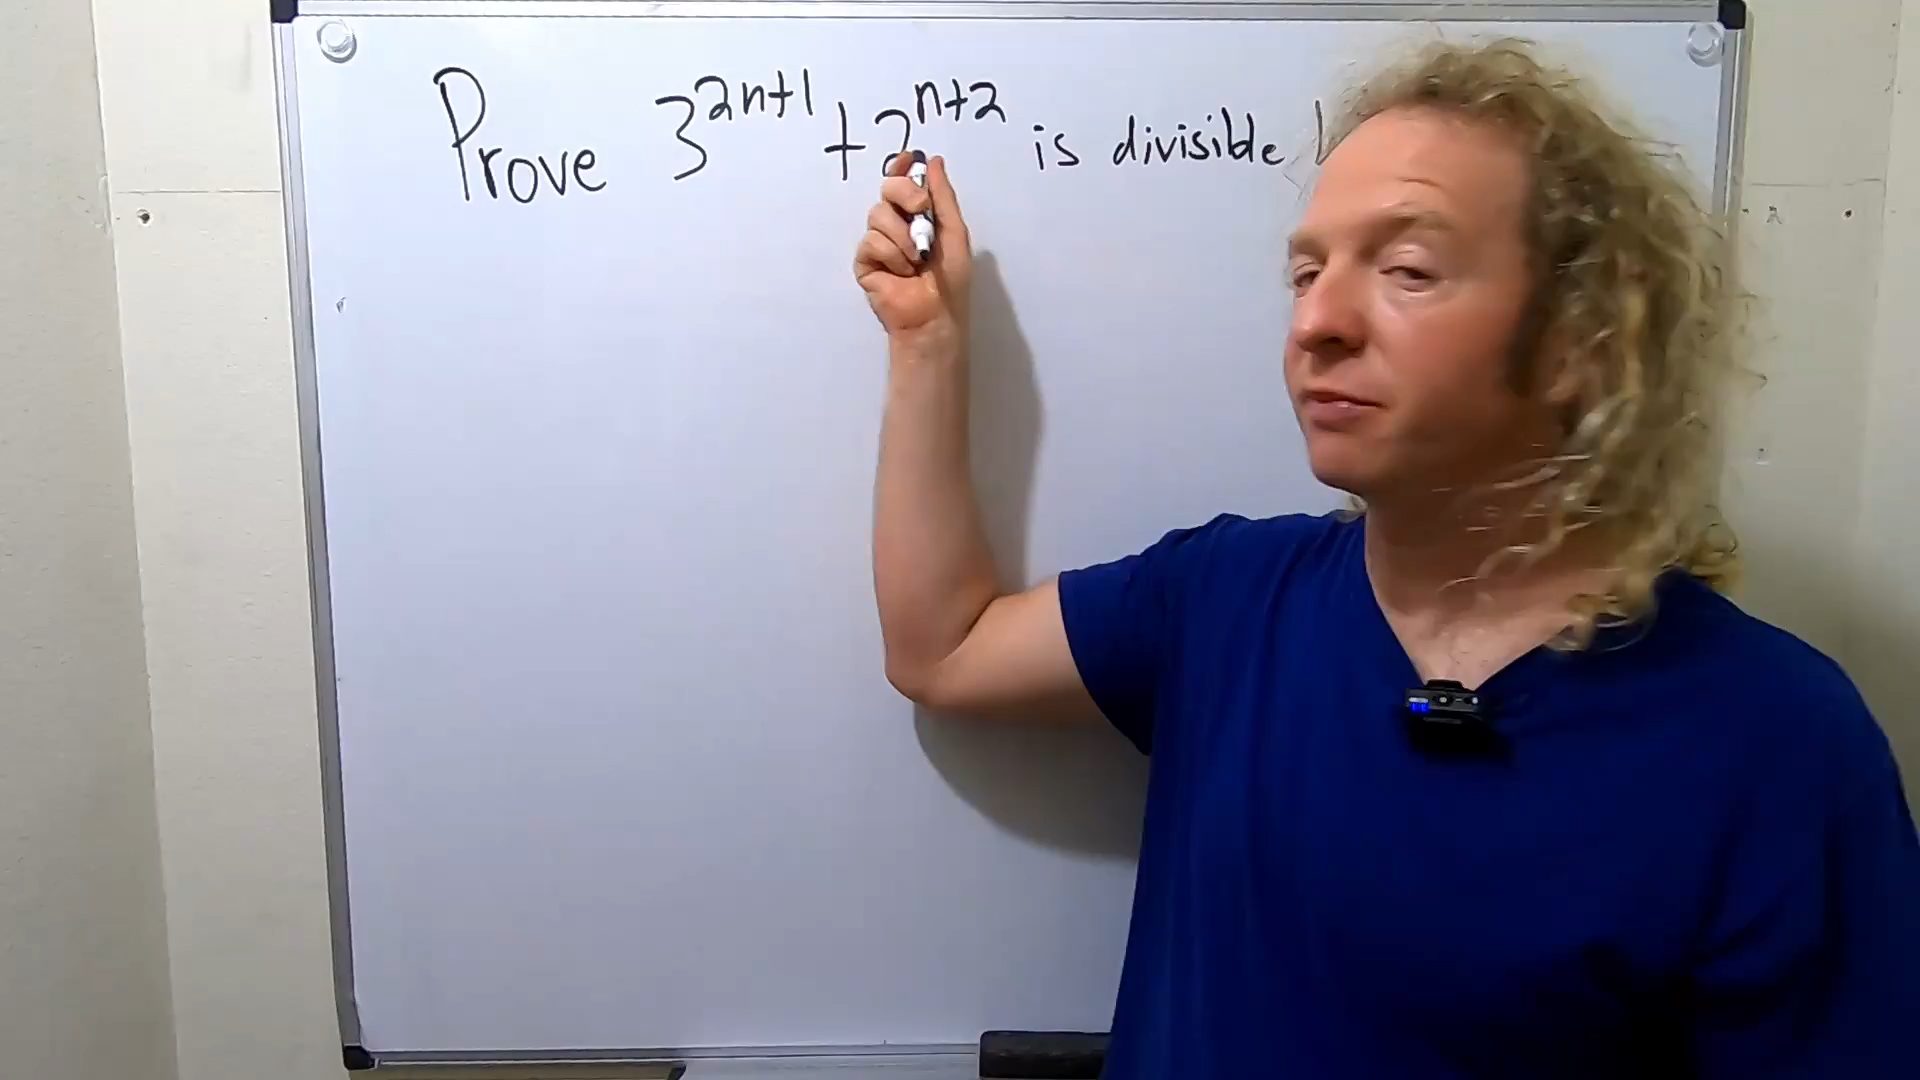 Prove 3^{2n+1} + 2^{n+2} is divisible